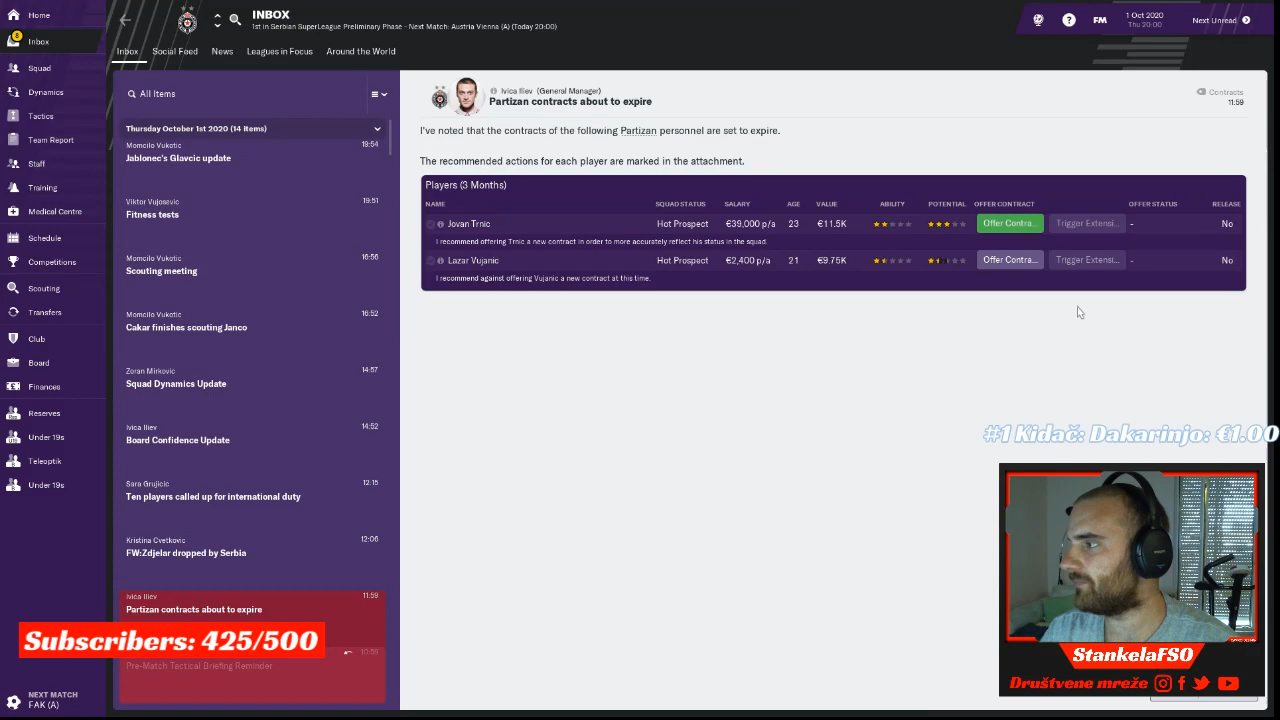 Home
8
Inbox
Squad
Dynamics
Tactics
Team Report
Staff
Training
Medical Centre
Schedule
Competitions
Scouting
Transfers
Club
Board
Finances
Reserves
Under 19s
Teleoptik
Under 19s
NEXT MATCH
FAK (A)
INBOX
1st in Serbian SuperLeague Preliminary Phase - Next Match: Austria Vienna (A) (Today 20:00)
? FM 1 Oct 2020
Thu 20:00
Next Unread
Inbox Social Feed News Leagues in Focus Around the World
All Items
Thursday October 1st 2020 (14 Items)
Momcilo Vukotic 19:54
Jablonec's Glavcic update
Viktor Vujosevic 19:51
Fitness tests
Momcilo Vukotic 16:56
Scouting meeting
Momcilo Vukotic 16:52
Cakar finishes scouting Janco
Zoran Mirkovic 14:57
Squad Dynamics Update
Ivica Iliev 14:52
Board Confidence Update
Sara Grujicic 12:15
Ten players called up for international duty
Kristina Cvetkovic 12:06
FW:Zdjelar dropped by Serbia
Ivica Iliev 11:59
Partizan contracts about to expire
10:59
Pre-Match Tactical Briefing Reminder
Subscribers: 425/500
Ivica Iliev (General Manager)
Partizan contracts about to expire
Contracts
11:59
I've noted that the contracts of the following Partizan personnel are set to expire.
The recommended actions for each player are marked in the attachment.
Players (3 Months)
NAME SQUAD STATUS SALARY AGE VALUE ABILITY POTENTIAL OFFER CONTRACT OFFER STATUS RELEASE
Jovan Trnic Hot Prospect €39,000 p/a 23 €11.5K Offer Contra... Trigger Extensi... - No
I recommend offering Trnic a new contract in order to more accurately reflect his status in the squad.
Lazar Vujanic Hot Prospect €2,400 p/a 21 €9.75K Offer Contra... Trigger Extensi... - No
I recommend against offering Vujanic a new contract at this time.
#1 Kidač: Dakarinjo: €1.00
StankelaFSO
Društvene mreže